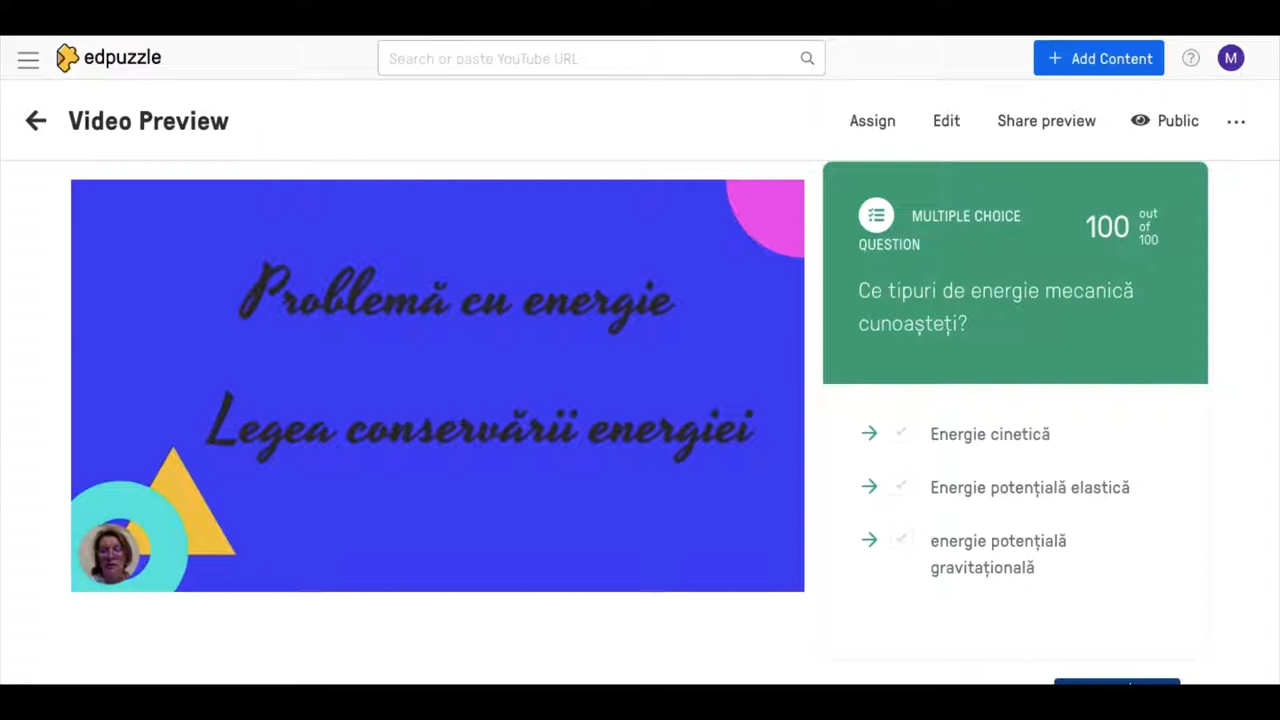 edpuzzle
Search or paste YouTube URL
+ Add Content
?
M
Video Preview
Assign
Edit
Share preview
Public
...
Problemă cu energie
Legea conservării energiei
MULTIPLE CHOICE
QUESTION
100 out of 100
Ce tipuri de energie mecanică
cunoașteți?
Energie cinetică
Energie potențială elastică
energie potențială
gravitațională